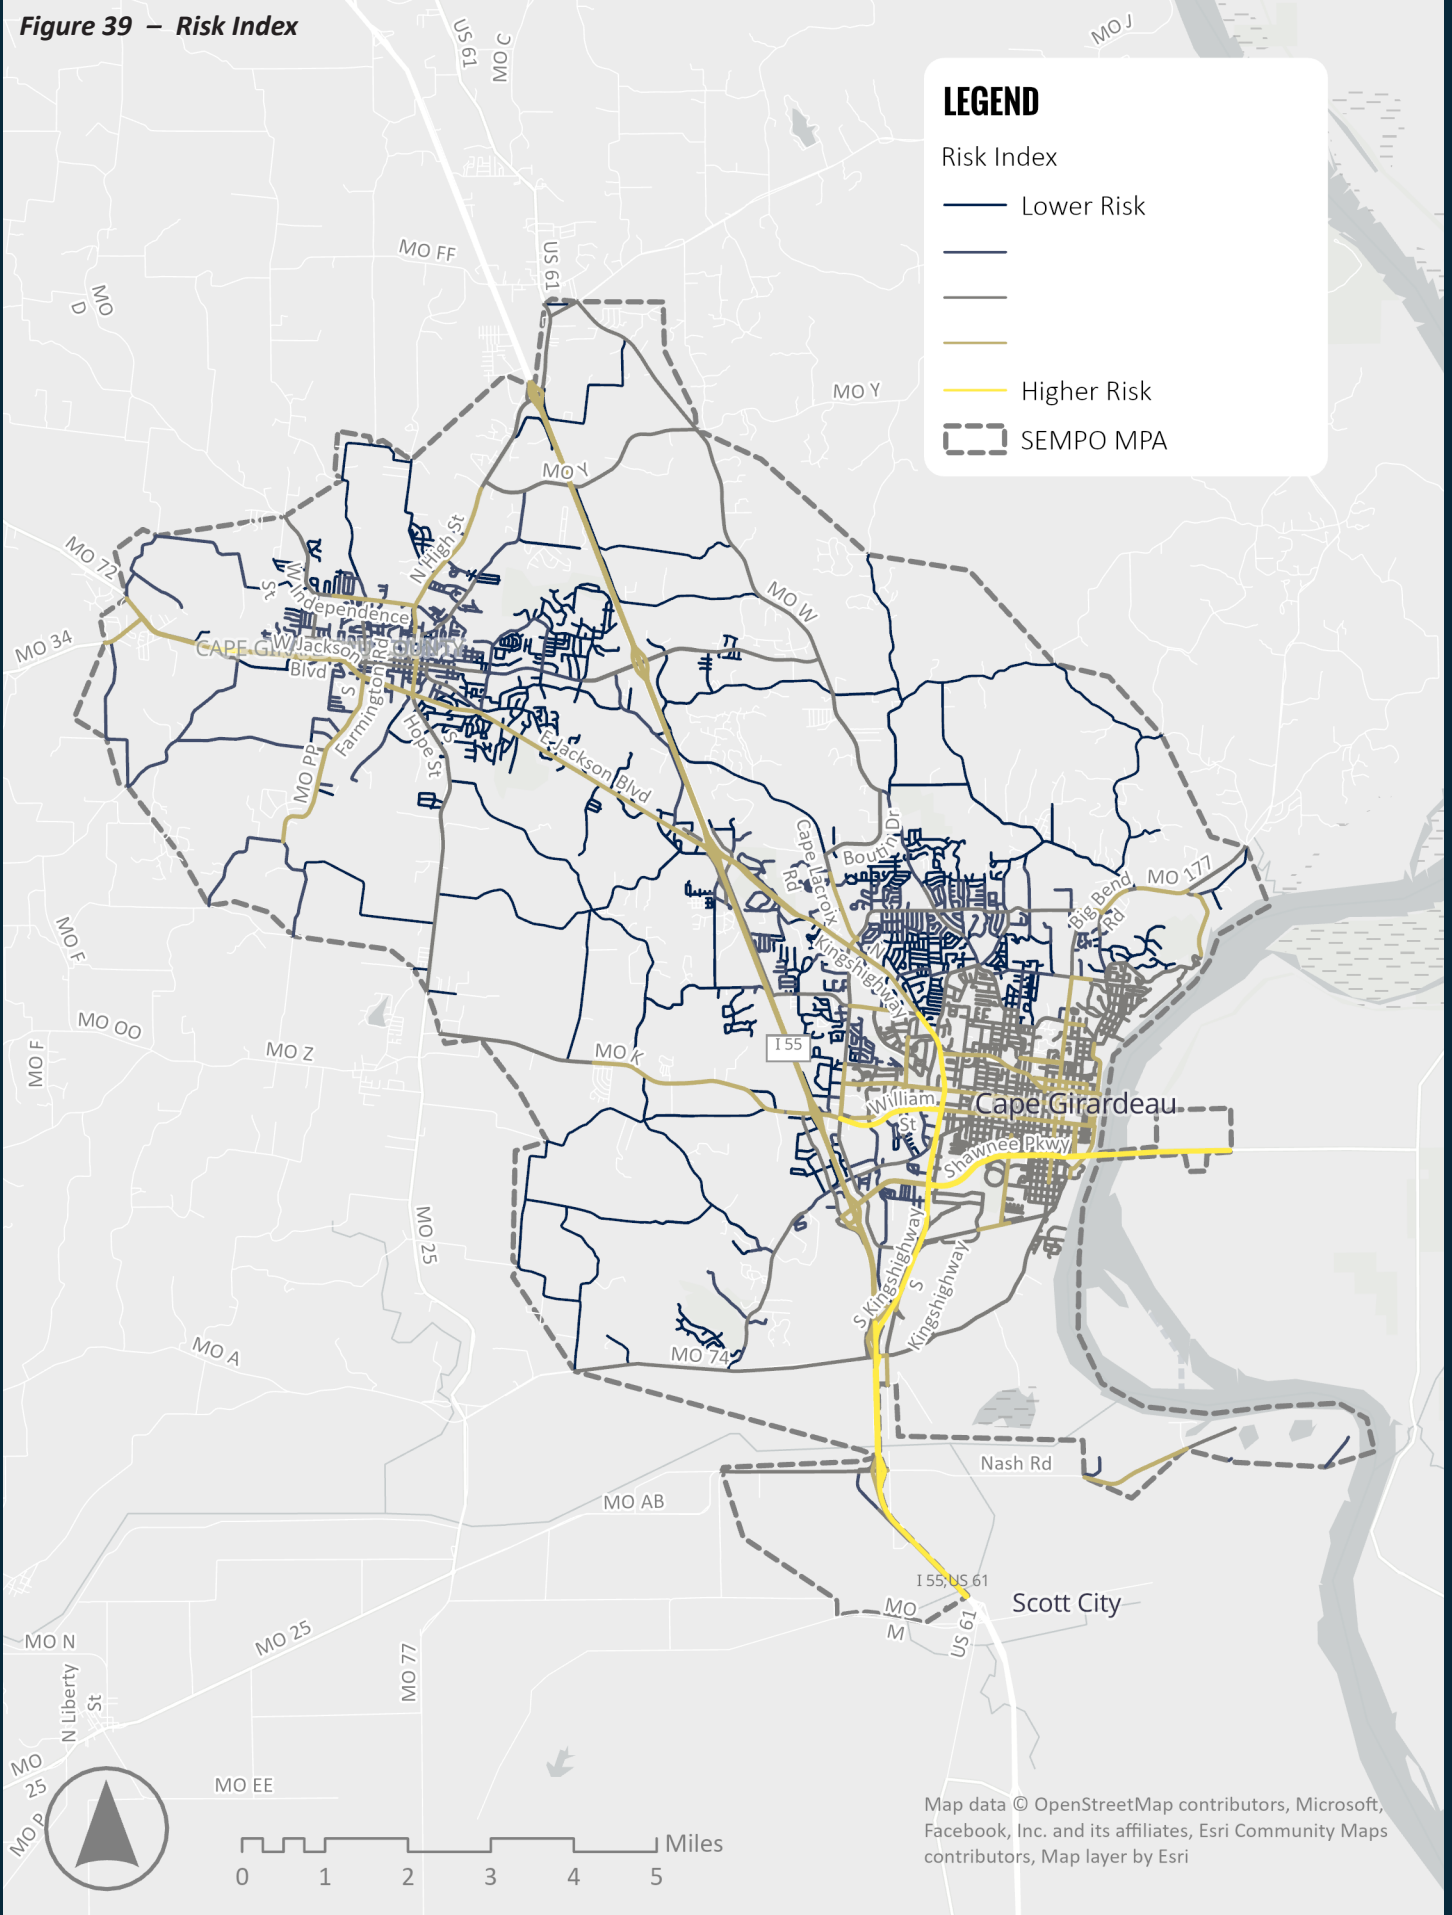 Figure 39 – Risk Index
US 61
MO C
MO J
LEGEND
Risk Index
Lower Risk
Higher Risk
SEMPO MPA
MO FF
US 61
MO
D
MO Y
MO Y
MO 72
N High St
W Independence
St
MO W
MO 34
CAPE GI
W Jackson
Blvd
S
Farmington
Hope St
S
E Jackson Blvd
MO PP
Cape Lacroix
Rd
Boutin Dr
MO 177
Big Bend
Rd
N
Kingshighway
MO F
MO OO
MO F
MO Z
MO K
I 55
William
St
Cape Girardeau
Shawnee Pkwy
MO 25
S Kingshighway
S
Kingshighway
MO A
MO 74
Nash Rd
MO AB
I 55;US 61
Scott City
MO
M
US 61
MO N
MO 25
MO 77
N Liberty
St
MO
25
MO P
MO EE
Miles
0 1 2 3 4 5
Map data © OpenStreetMap contributors, Microsoft,
Facebook, Inc. and its affiliates, Esri Community Maps
contributors, Map layer by Esri